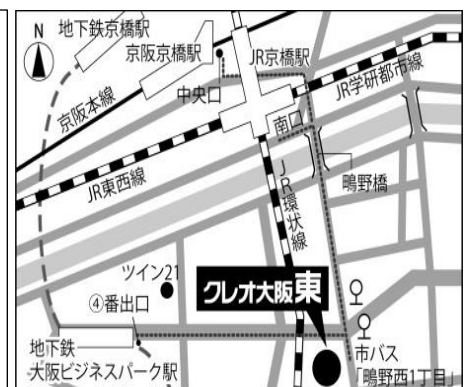 N
地下鉄京橋駅
京阪京橋駅
JR京橋駅
京阪本線
中央口
JR学研都市線
南口
JR東西線
鴫野橋
JR環状線
ツイン21
クレオ大阪東
④番出口
地下鉄
大阪ビジネスパーク駅
市バス
「鴫野西1丁目」